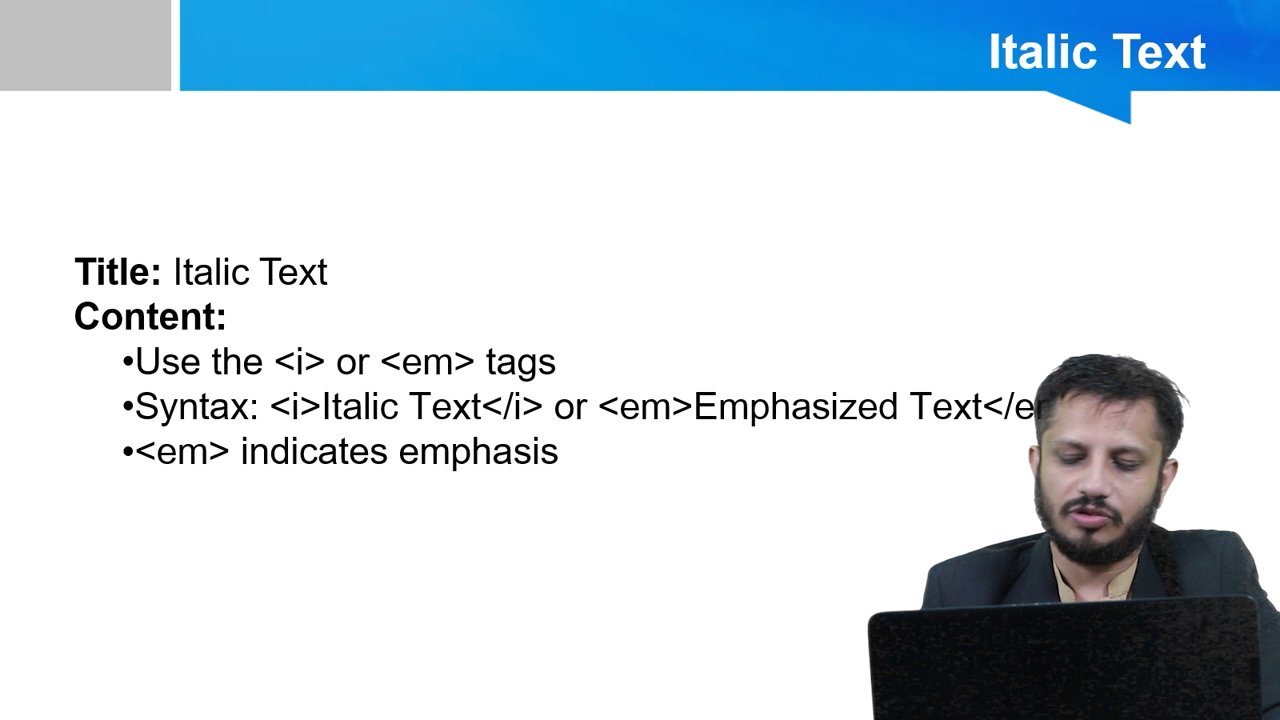 Italic Text
Title: Italic Text
Content:
•Use the <i> or <em> tags
•Syntax: <i>Italic Text</i> or <em>Emphasized Text</e
•<em> indicates emphasis